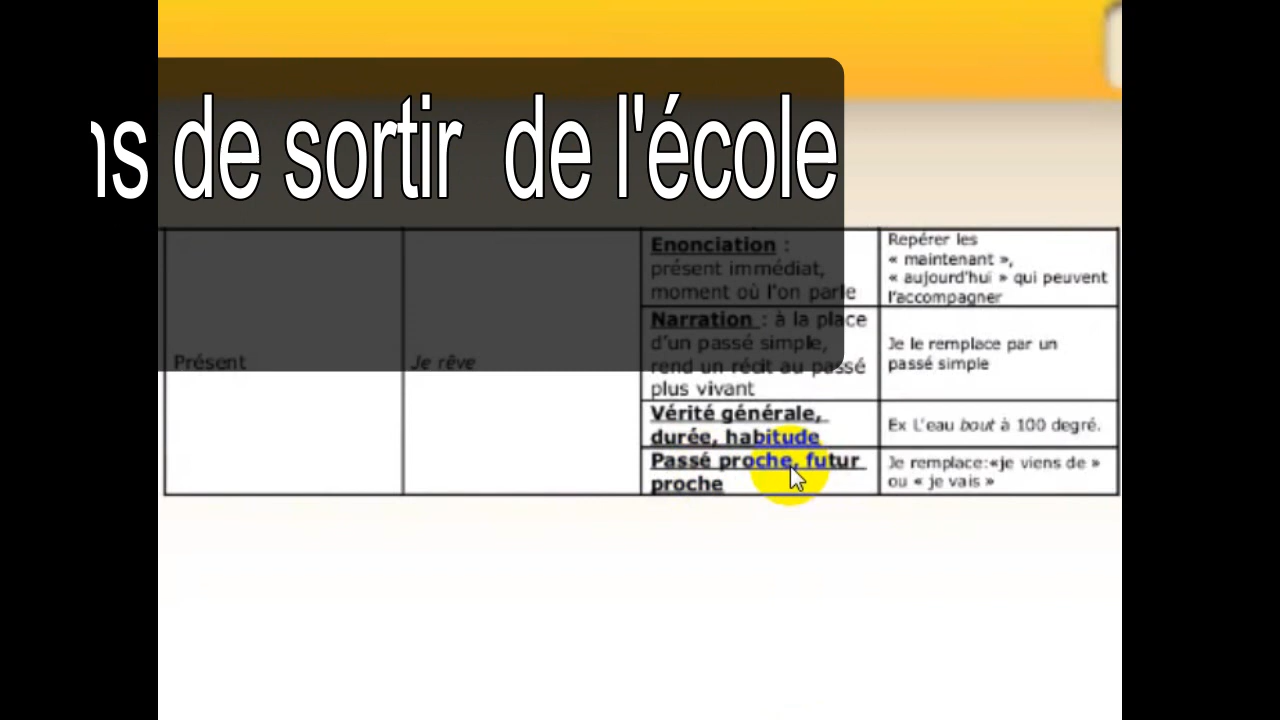 de sortir de l'école
Enonciation :
présent immédiat,
moment où l'on parle
Repérer les
« maintenant »,
« aujourd'hui » qui peuvent
l'accompagner
Présent
Je rêve
Narration : à la place
d'un passé simple,
rend un récit au passé
plus vivant
Je le remplace par un
passé simple
Vérité générale,
durée, habitude
Ex L'eau bout à 100 degré.
Passé proche, futur
proche
Je remplace:«je viens de »
ou « je vais »